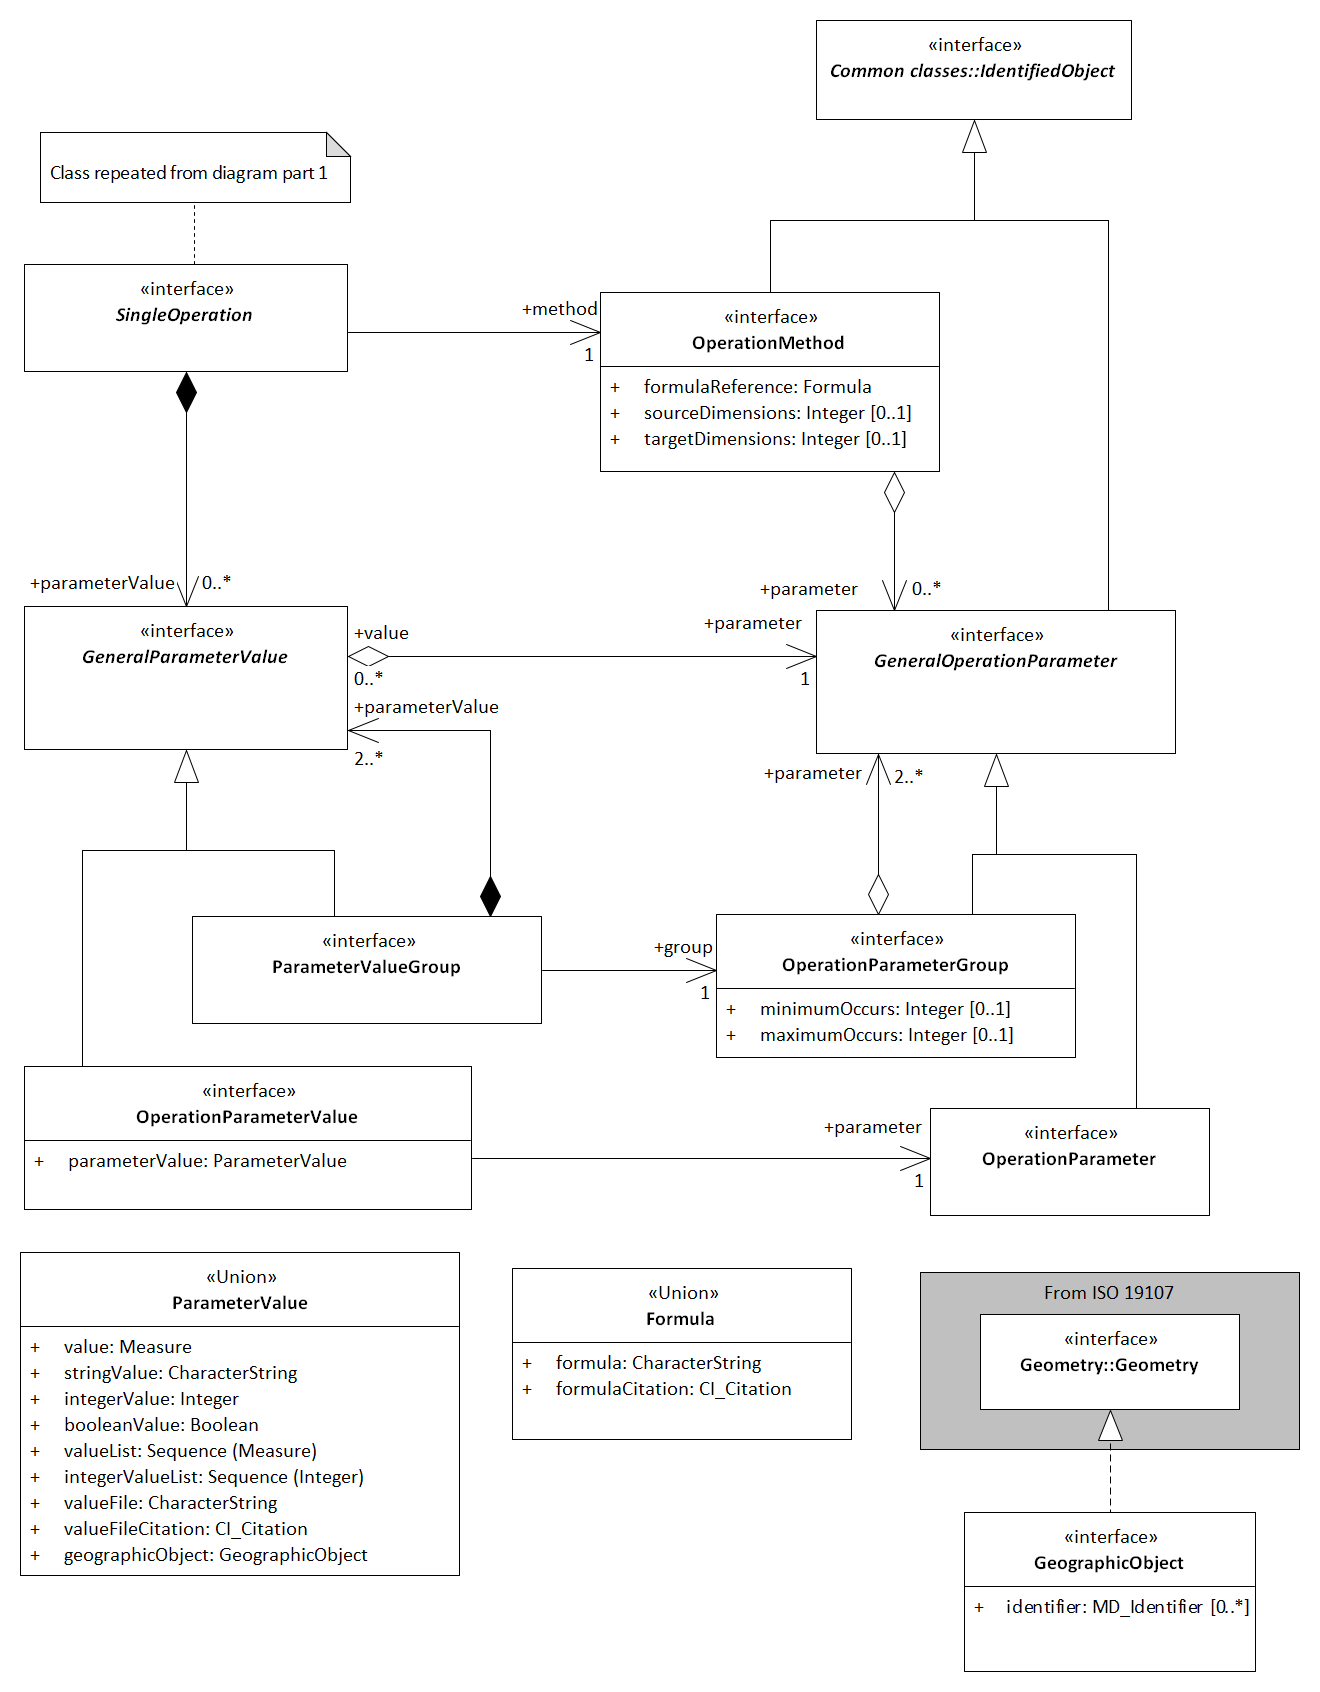 «interface»
Common classes::IdentifiedObject
Class repeated from diagram part 1
«interface»
SingleOperation
+method
1
«interface»
OperationMethod
+ formulaReference: Formula
+ sourceDimensions: Integer [0..1]
+ targetDimensions: Integer [0..1]
+parameterValue
0..*
+parameter
0..*
«interface»
GeneralParameterValue
+value
0..*
+parameter
1
«interface»
GeneralOperationParameter
+parameterValue
2..*
+parameter
2..*
«interface»
ParameterValueGroup
+group
1
«interface»
OperationParameterGroup
+ minimumOccurs: Integer [0..1]
+ maximumOccurs: Integer [0..1]
«interface»
OperationParameterValue
+ parameterValue: ParameterValue
+parameter
1
«interface»
OperationParameter
«Union»
ParameterValue
+ value: Measure
+ stringValue: CharacterString
+ integerValue: Integer
+ booleanValue: Boolean
+ valueList: Sequence (Measure)
+ integerValueList: Sequence (Integer)
+ valueFile: CharacterString
+ valueFileCitation: CI_Citation
+ geographicObject: GeographicObject
«Union»
Formula
+ formula: CharacterString
+ formulaCitation: CI_Citation
From ISO 19107
«interface»
Geometry::Geometry
«interface»
GeographicObject
+ identifier: MD_Identifier [0..*]